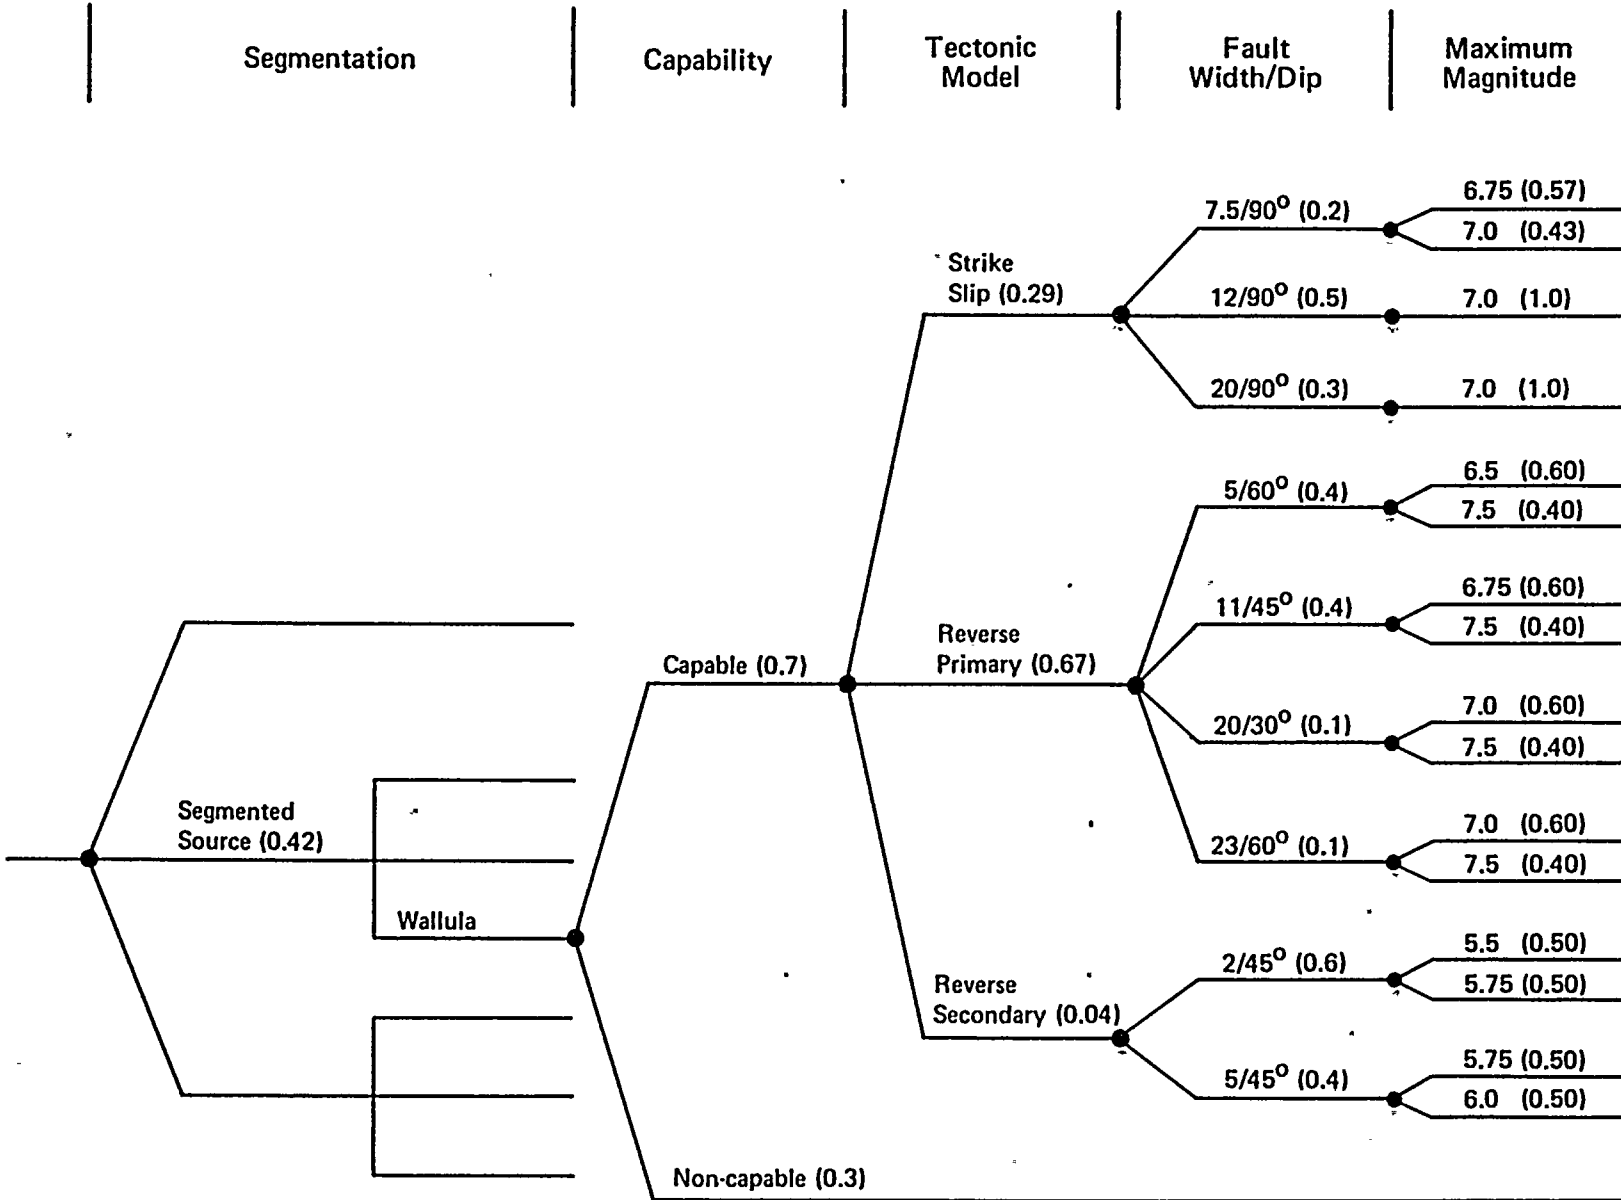 Segmentation
Capability
Tectonic
Model
Fault
Width/Dip
Maximum
Magnitude
Strike
Slip (0.29)
7.5/90° (0.2)
6.75 (0.57)
7.0 (0.43)
12/90° (0.5)
7.0 (1.0)
20/90° (0.3)
7.0 (1.0)
Segmented
Source (0.42)
Wallula
Capable (0.7)
Reverse
Primary (0.67)
5/60° (0.4)
6.5 (0.60)
7.5 (0.40)
11/45° (0.4)
6.75 (0.60)
7.5 (0.40)
20/30° (0.1)
7.0 (0.60)
7.5 (0.40)
23/60° (0.1)
7.0 (0.60)
7.5 (0.40)
Reverse
Secondary (0.04)
2/45° (0.6)
5.5 (0.50)
5.75 (0.50)
5/45° (0.4)
5.75 (0.50)
6.0 (0.50)
Non-capable (0.3)